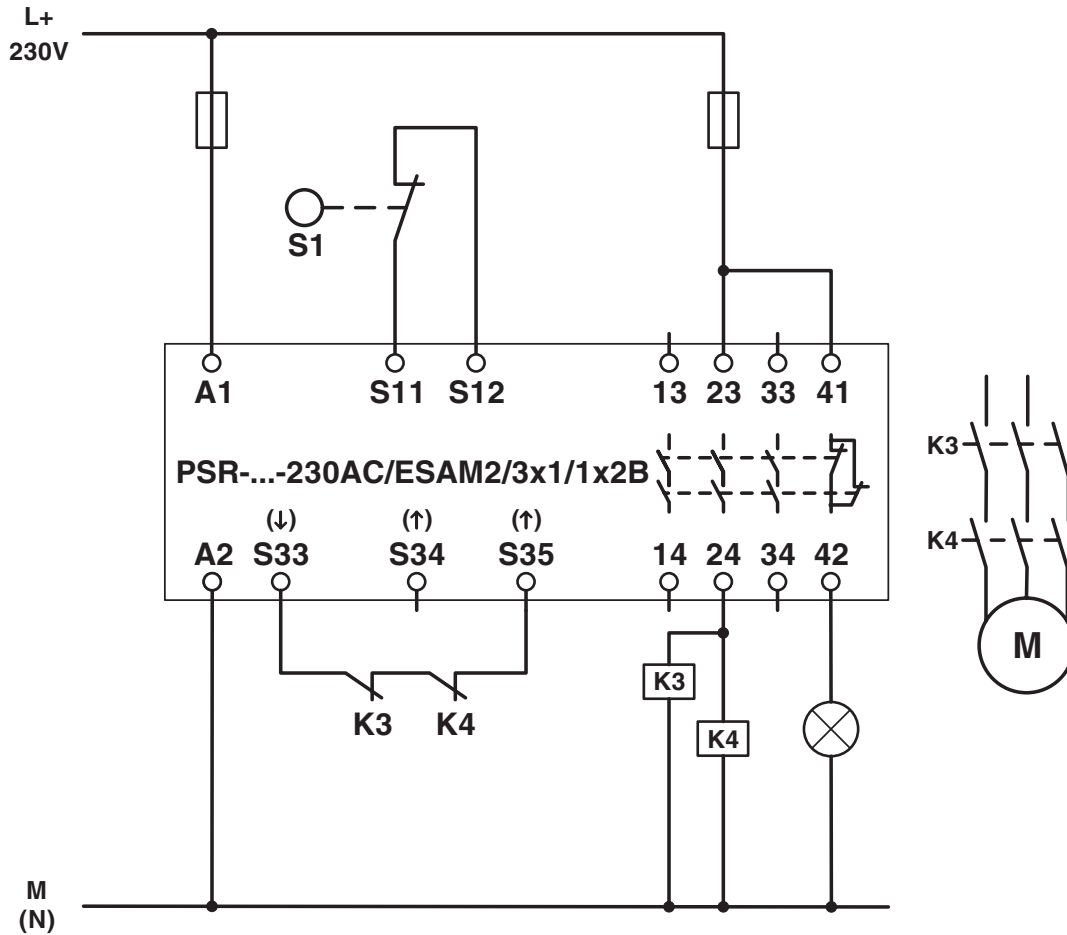 L+
230V
S1
A1 S11 S12 13 23 33 41
PSR-...-230AC/ESAM2/3x1/1x2B
(↓) (↑) (↑)
A2 S33 S34 S35 14 24 34 42
K3 K4
K3
K4
K3
K4
M
M
(N)